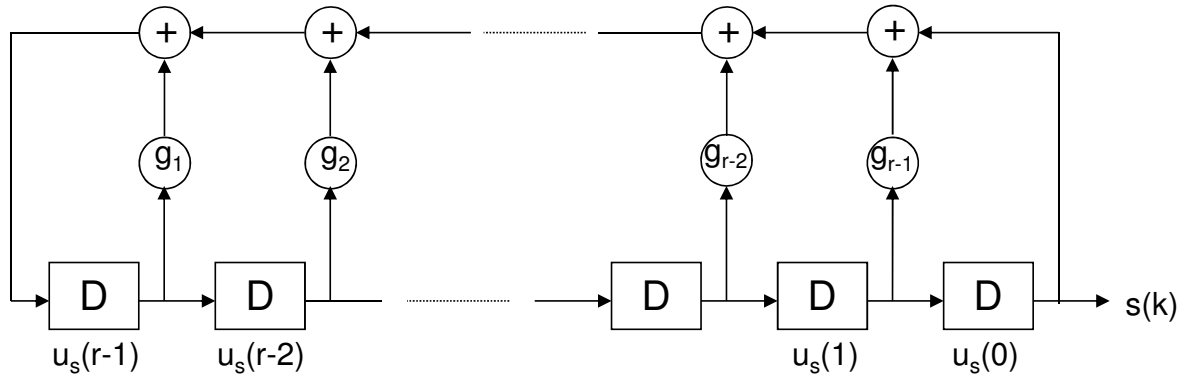 + + + +
g₁ g₂ gᵣ₋₂ gᵣ₋₁
D D D D D s(k)
uₛ(r-1) uₛ(r-2) uₛ(1) uₛ(0)